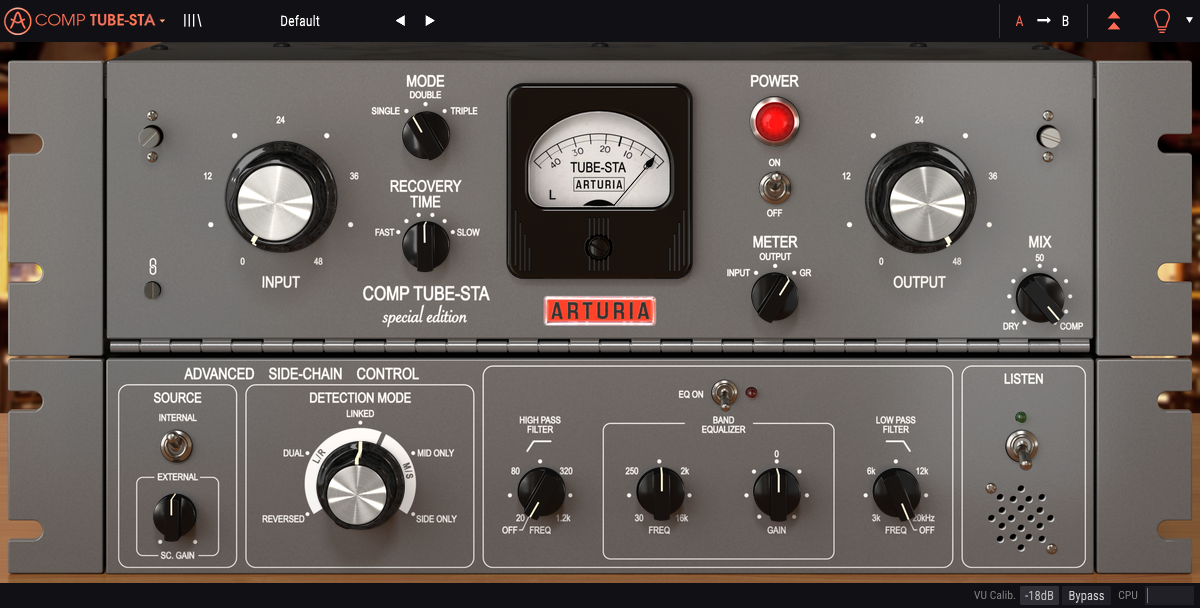 COMP TUBE-STA
Default
A
B
MODE
DOUBLE
SINGLE
TRIPLE
RECOVERY
TIME
FAST
SLOW
24
12
36
0
48
INPUT
COMP TUBE-STA
special edition
40
30
20
10
TUBE-STA
ARTURIA
L
ARTURIA
POWER
ON
OFF
METER
OUTPUT
INPUT
GR
24
12
36
0
48
OUTPUT
MIX
50
DRY
COMP
ADVANCED SIDE-CHAIN CONTROL
SOURCE
INTERNAL
EXTERNAL
SC. GAIN
DETECTION MODE
LINKED
DUAL
MID ONLY
L/R
M/S
REVERSED
SIDE ONLY
EQ ON
HIGH PASS
FILTER
80
320
20
1.2k
OFF
FREQ
BAND
EQUALIZER
250
2k
30
16k
FREQ
0
GAIN
LOW PASS
FILTER
6k
12k
3k
20kHz
FREQ
OFF
LISTEN
VU Calib.
-18dB
Bypass
CPU